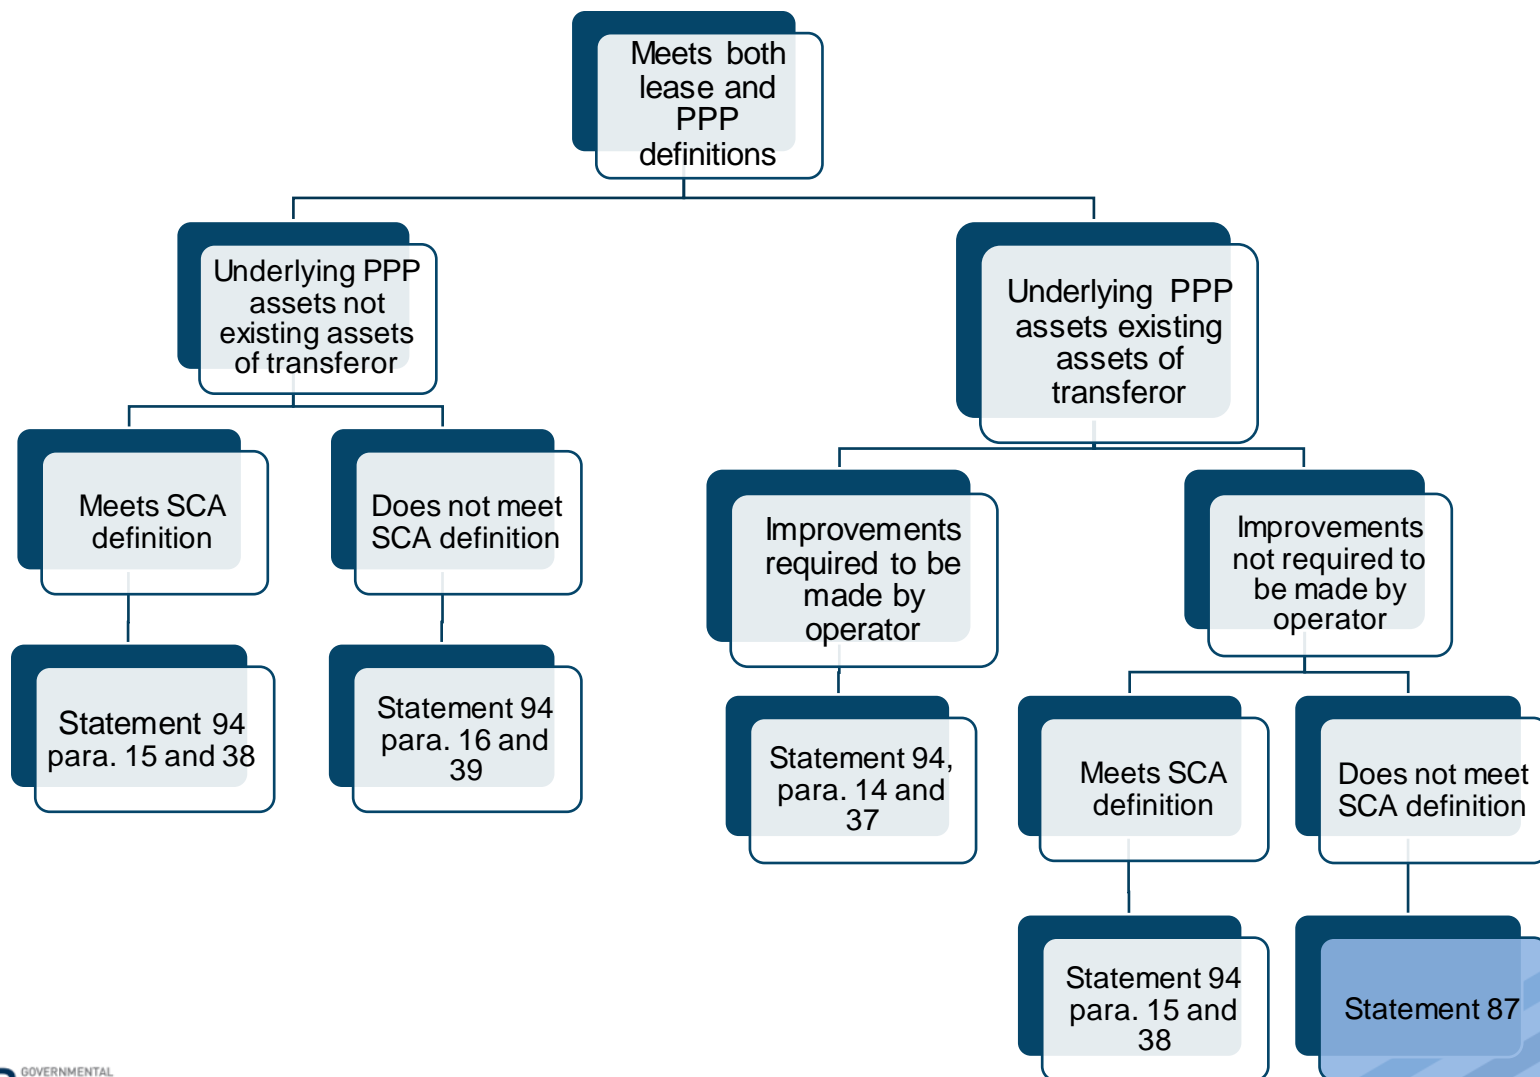 Meets both
lease and
PPP
definitions
Underlying PPP
assets not
existing assets
of transferor
Underlying PPP
assets existing
assets of
transferor
Meets SCA
definition
Does not meet
SCA definition
Improvements
required to be
made by
operator
Improvements
not required to
be made by
operator
Statement 94
para. 15 and 38
Statement 94
para. 16 and
39
Statement 94,
para. 14 and
37
Meets SCA
definition
Does not meet
SCA definition
Statement 94
para. 15 and
38
Statement 87
GOVERNMENTAL